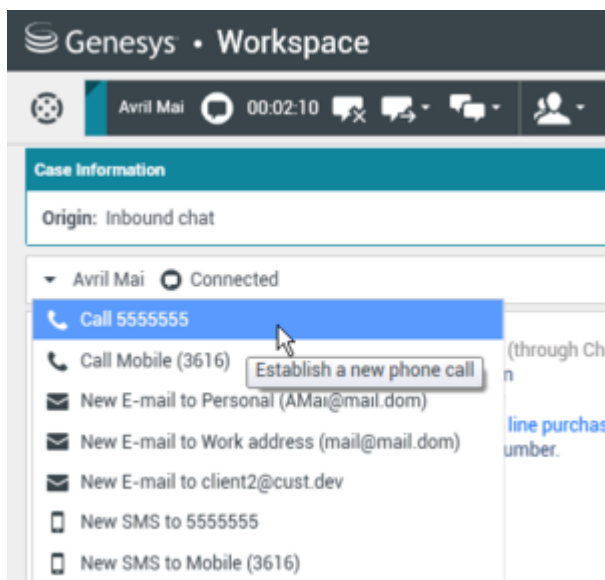 Genesys • Workspace
Avril Mai 00:02:10
Case Information
Origin: Inbound chat
Avril Mai Connected
Call 5555555
Call Mobile (3616)
(through Ch
Establish a new phone call
New E-mail to Personal (AMai@mail.dom)
line purchas
New E-mail to Work address (mail@mail.dom)
umber.
New E-mail to client2@cust.dev
New SMS to 5555555
New SMS to Mobile (3616)